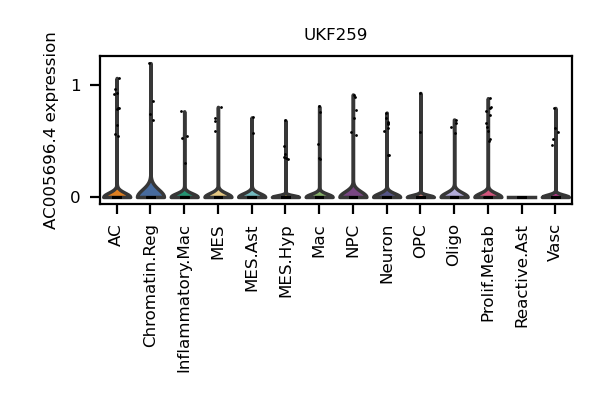 UKF259
AC005696.4 expression
1
0
AC
Chromatin.Reg
Inflammatory.Mac
MES
MES.Ast
MES.Hyp
Mac
NPC
Neuron
OPC
Oligo
Prolif.Metab
Reactive.Ast
Vasc